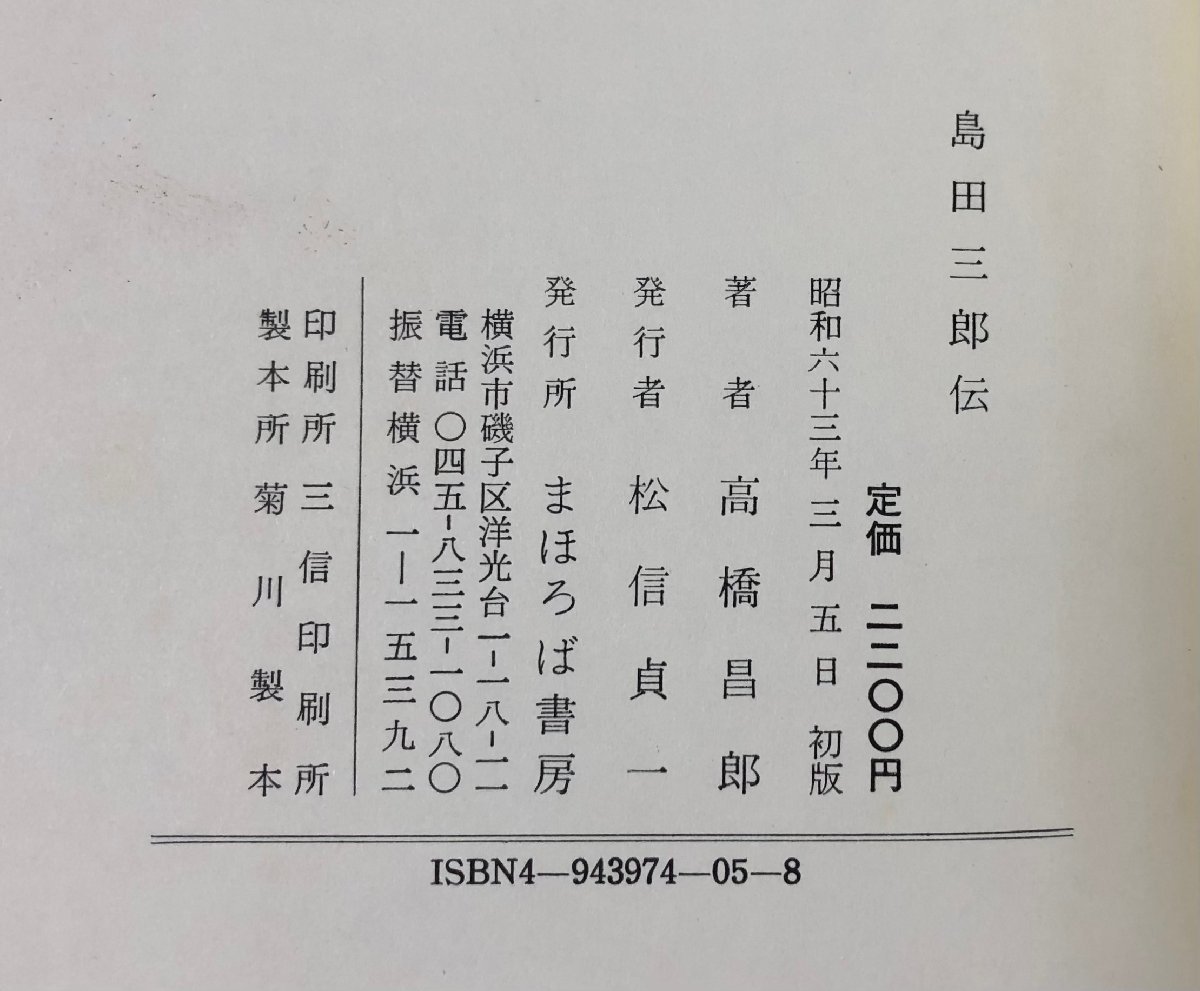 島田三郎伝
定価 二二〇〇円
昭和六十三年三月五日 初版
著者 高橋昌郎
発行者 松信貞一
発行所 まほろば書房
横浜市磯子区洋光台一-一八-二
電話〇四五-八三三-一〇八〇
振替横浜一―一五三九二
印刷所 三信印刷所
製本所 菊川製本
ISBN4—943974—05—8